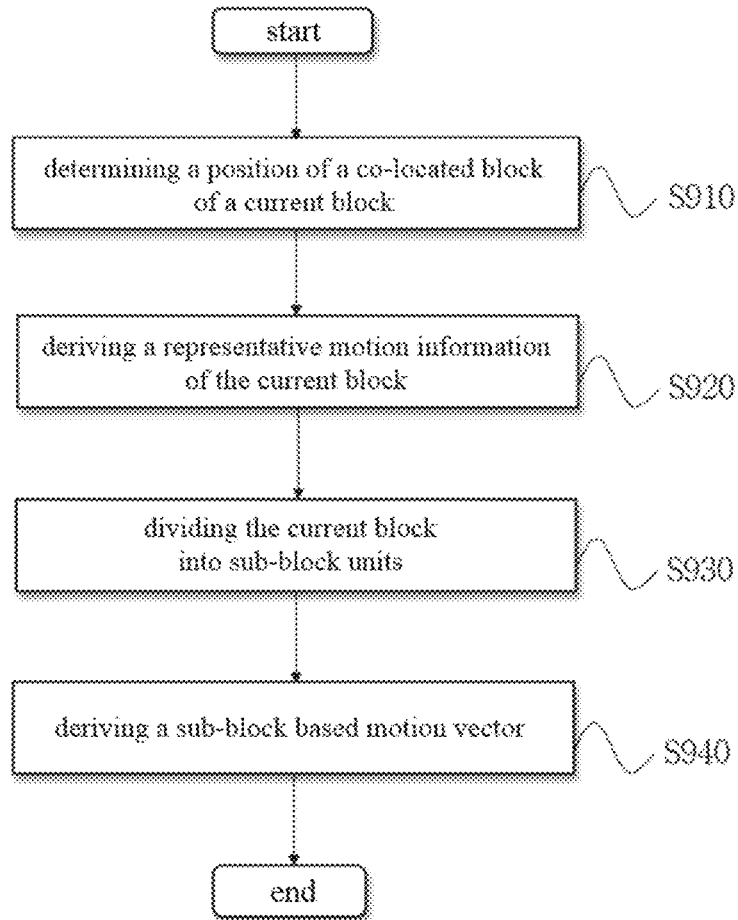 start
determining a position of a co-located block
of a current block
S910
deriving a representative motion information
of the current block
S920
dividing the current block
into sub-block units
S930
deriving a sub-block based motion vector
S940
end